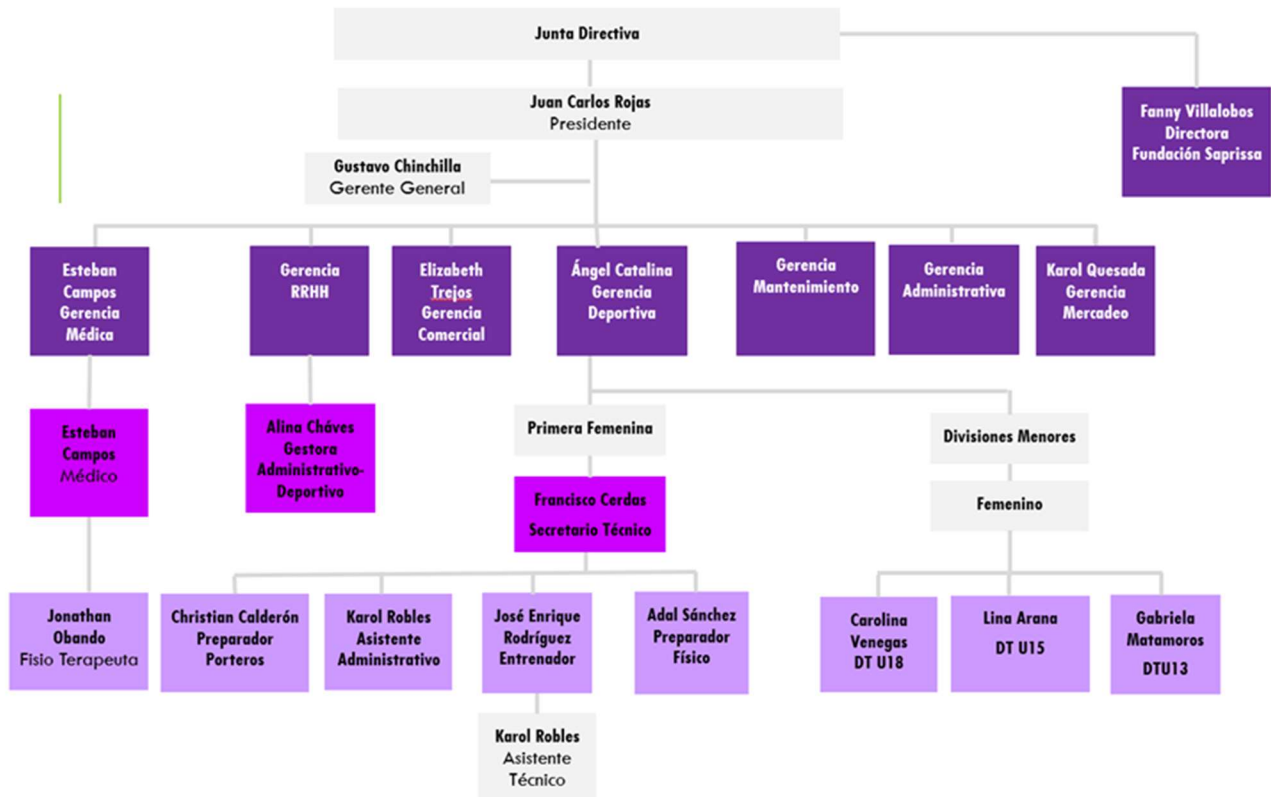 Junta Directiva
Juan Carlos Rojas
Presidente
Fanny Villalobos
Directora
Fundación Saprissa
Gustavo Chinchilla
Gerente General
Esteban
Campos
Gerencia
Médica
Gerencia
RRHH
Elizabeth
Trejos
Gerencia
Comercial
Ángel Catalina
Gerencia
Deportiva
Gerencia
Mantenimiento
Gerencia
Administrativa
Karol Quesada
Gerencia
Mercadeo
Esteban
Campos
Médico
Alina Cháves
Gestora
Administrativo-
Deportivo
Primera Femenina
Divisiones Menores
Francisco Cerdas
Secretario Técnico
Femenino
Jonathan
Obando
Fisio Terapeuta
Christian Calderón
Preparador
Porteros
Karol Robles
Asistente
Administrativo
José Enrique
Rodríguez
Entrenador
Adal Sánchez
Preparador
Físico
Carolina
Venegas
DT U18
Lina Arana
DT U15
Gabriela
Matamoros
DTU13
Karol Robles
Asistente
Técnico